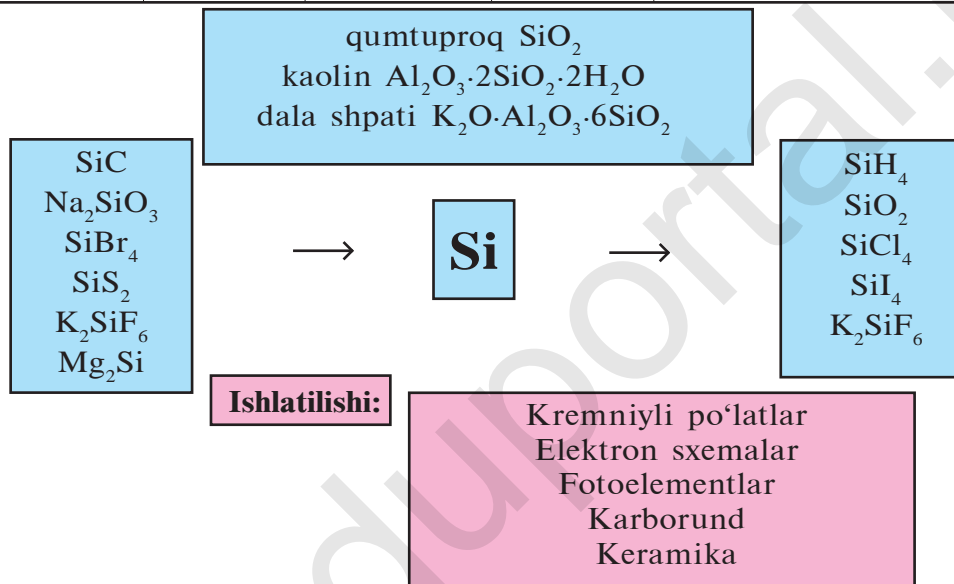 qumtuproq SiO₂
kaolin Al₂O₃·2SiO₂·2H₂O
dala shpati K₂O·Al₂O₃·6SiO₂
SiC
Na₂SiO₃
SiBr₄
SiS₂
K₂SiF₆
Mg₂Si
→
Si
→
SiH₄
SiO₂
SiCl₄
SiI₄
K₂SiF₆
Ishlatilishi:
Kremniyli po‘latlar
Elektron sxemalar
Fotoelementlar
Karborund
Keramika
duportal.